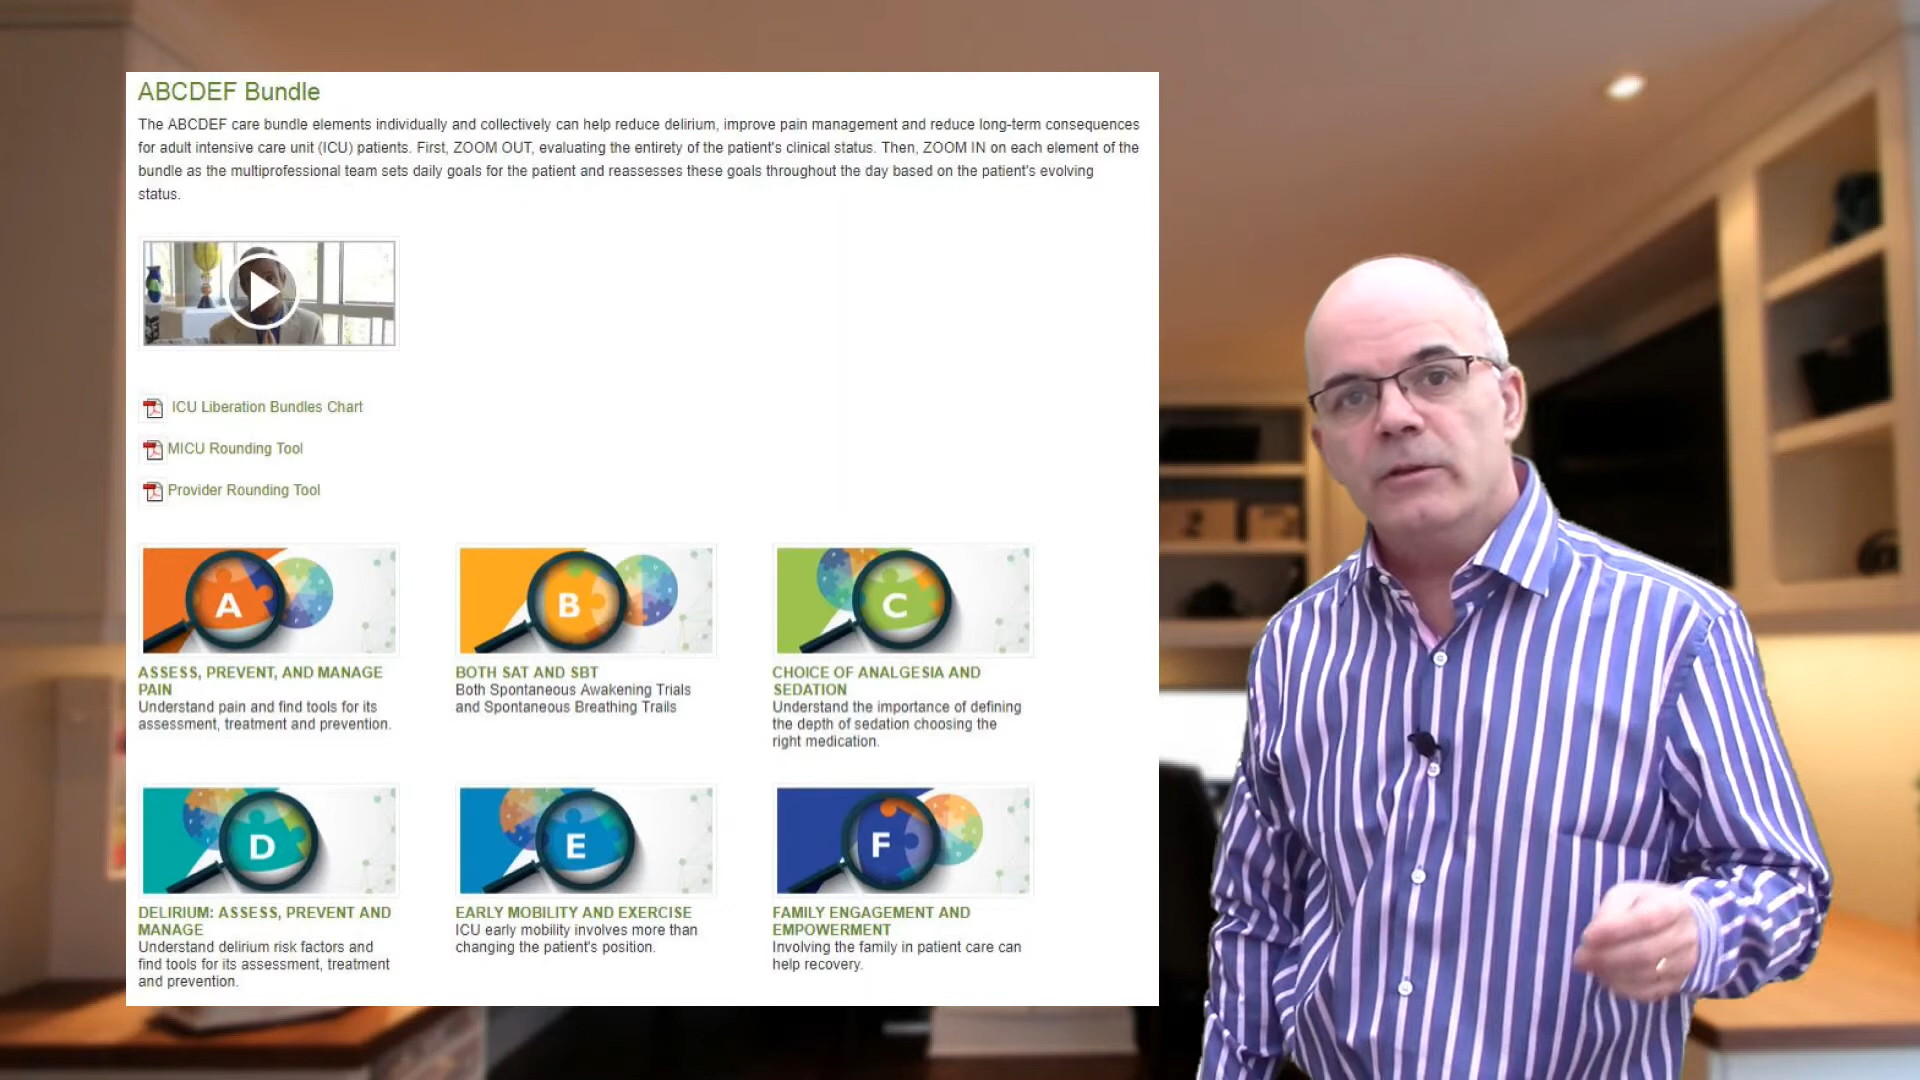 ABCDEF Bundle
The ABCDEF care bundle elements individually and collectively can help reduce delirium, improve pain management and reduce long-term consequences
for adult intensive care unit (ICU) patients. First, ZOOM OUT, evaluating the entirety of the patient's clinical status. Then, ZOOM IN on each element of the
bundle as the multiprofessional team sets daily goals for the patient and reassesses these goals throughout the day based on the patient's evolving
status.
ICU Liberation Bundles Chart
MICU Rounding Tool
Provider Rounding Tool
A
ASSESS, PREVENT, AND MANAGE
PAIN
Understand pain and find tools for its
assessment, treatment and prevention.
B
BOTH SAT AND SBT
Both Spontaneous Awakening Trials
and Spontaneous Breathing Trails
C
CHOICE OF ANALGESIA AND
SEDATION
Understand the importance of defining
the depth of sedation choosing the
right medication.
D
DELIRIUM: ASSESS, PREVENT AND
MANAGE
Understand delirium risk factors and
find tools for its assessment, treatment
and prevention.
E
EARLY MOBILITY AND EXERCISE
ICU early mobility involves more than
changing the patient's position.
F
FAMILY ENGAGEMENT AND
EMPOWERMENT
Involving the family in patient care can
help recovery.